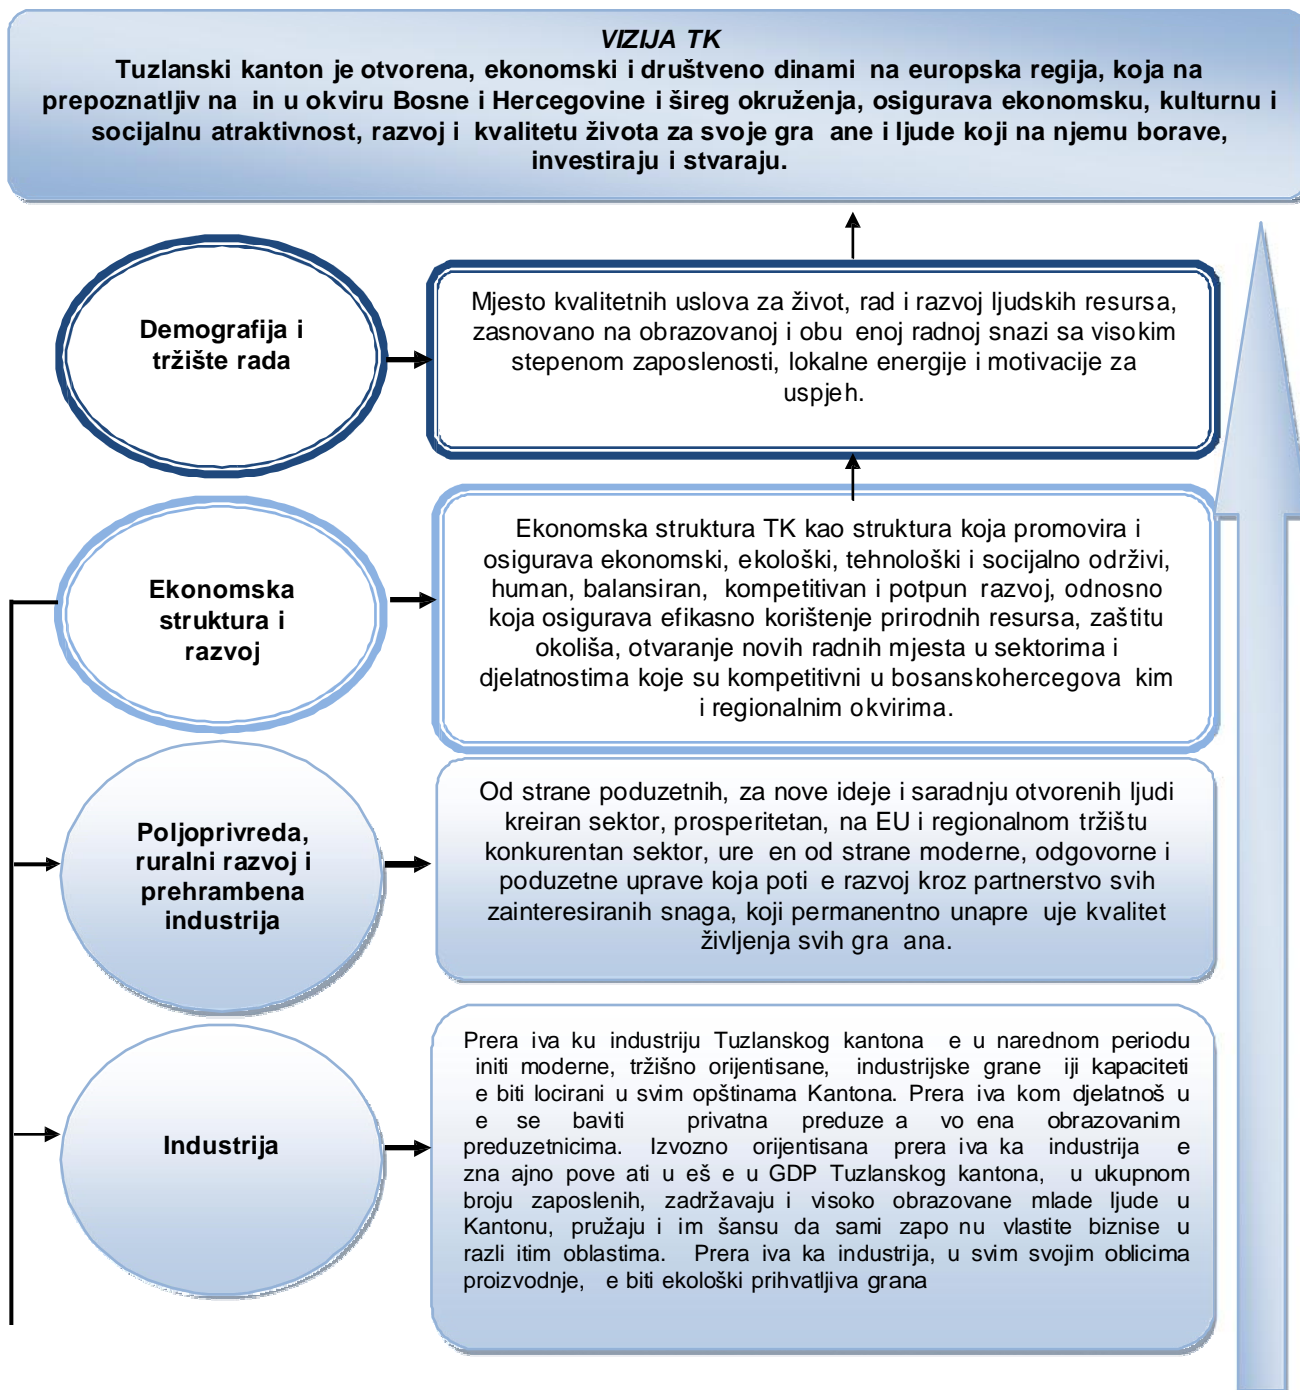 VIZIJA TK
Tuzlanski kanton je otvorena, ekonomski i društveno dinami na europska regija, koja na
prepoznatljiv na in u okviru Bosne i Hercegovine i šireg okruženja, osigurava ekonomsku, kulturnu i
socijalnu atraktivnost, razvoj i kvalitetu života za svoje gra ane i ljude koji na njemu borave,
investiraju i stvaraju.
Demografija i
tržište rada
Mjesto kvalitetnih uslova za život, rad i razvoj ljudskih resursa,
zasnovano na obrazovanoj i obu enoj radnoj snazi sa visokim
stepenom zaposlenosti, lokalne energije i motivacije za
uspjeh.
Ekonomska
struktura i
razvoj
Ekonomska struktura TK kao struktura koja promovira i
osigurava ekonomski, ekološki, tehnološki i socijalno održivi,
human, balansiran, kompetitivan i potpun razvoj, odnosno
koja osigurava efikasno korištenje prirodnih resursa, zaštitu
okoliša, otvaranje novih radnih mjesta u sektorima i
djelatnostima koje su kompetitivni u bosanskohercegova kim
i regionalnim okvirima.
Poljoprivreda,
ruralni razvoj i
prehrambena
industrija
Od strane poduzetnih, za nove ideje i saradnju otvorenih ljudi
kreiran sektor, prosperitetan, na EU i regionalnom tržištu
konkurentan sektor, ure en od strane moderne, odgovorne i
poduzetne uprave koja poti e razvoj kroz partnerstvo svih
zainteresiranih snaga, koji permanentno unapre uje kvalitet
življenja svih gra ana.
Industrija
Prera iva ku industriju Tuzlanskog kantona e u narednom periodu
initi moderne, tržišno orijentisane, industrijske grane iji kapaciteti
e biti locirani u svim opštinama Kantona. Prera iva kom djelatnoš u
e se baviti privatna preduze a vo ena obrazovanim
preduzetnicima. Izvozno orijentisana prera iva ka industrija e
zna ajno pove ati u eš e u GDP Tuzlanskog kantona, u ukupnom
broju zaposlenih, zadržavaju i visoko obrazovane mlade ljude u
Kantonu, pružaju i im šansu da sami zapo nu vlastite biznise u
razli itim oblastima. Prera iva ka industrija, u svim svojim oblicima
proizvodnje, e biti ekološki prihvatljiva grana